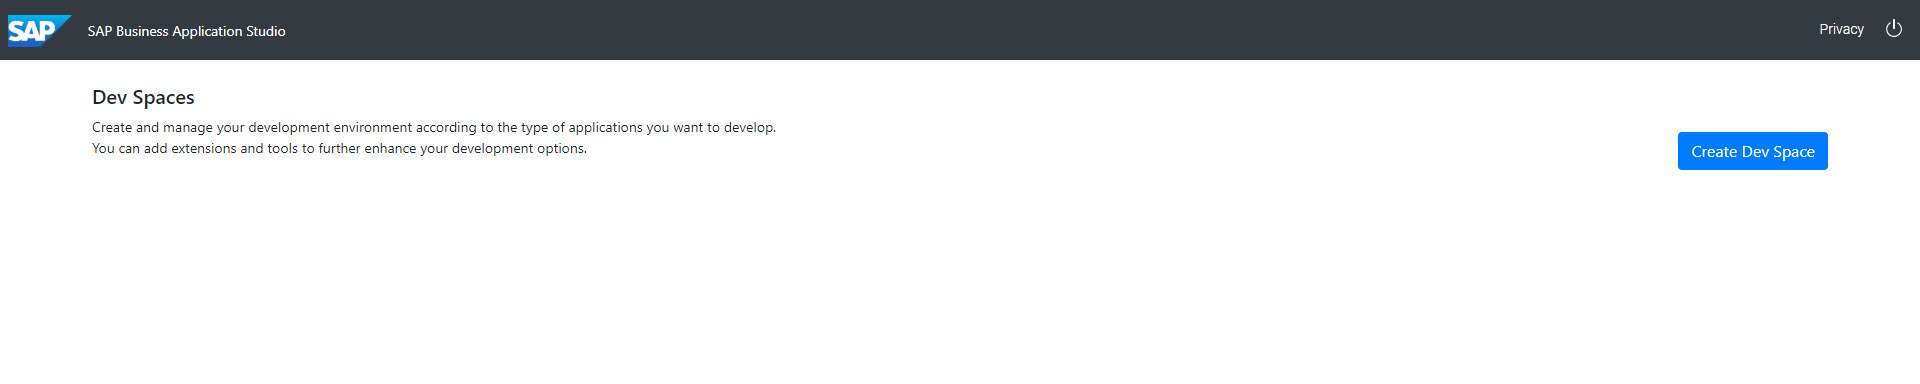 SAP
SAP Business Application Studio
Privacy
Dev Spaces
Create and manage your development environment according to the type of applications you want to develop.
You can add extensions and tools to further enhance your development options.
Create Dev Space